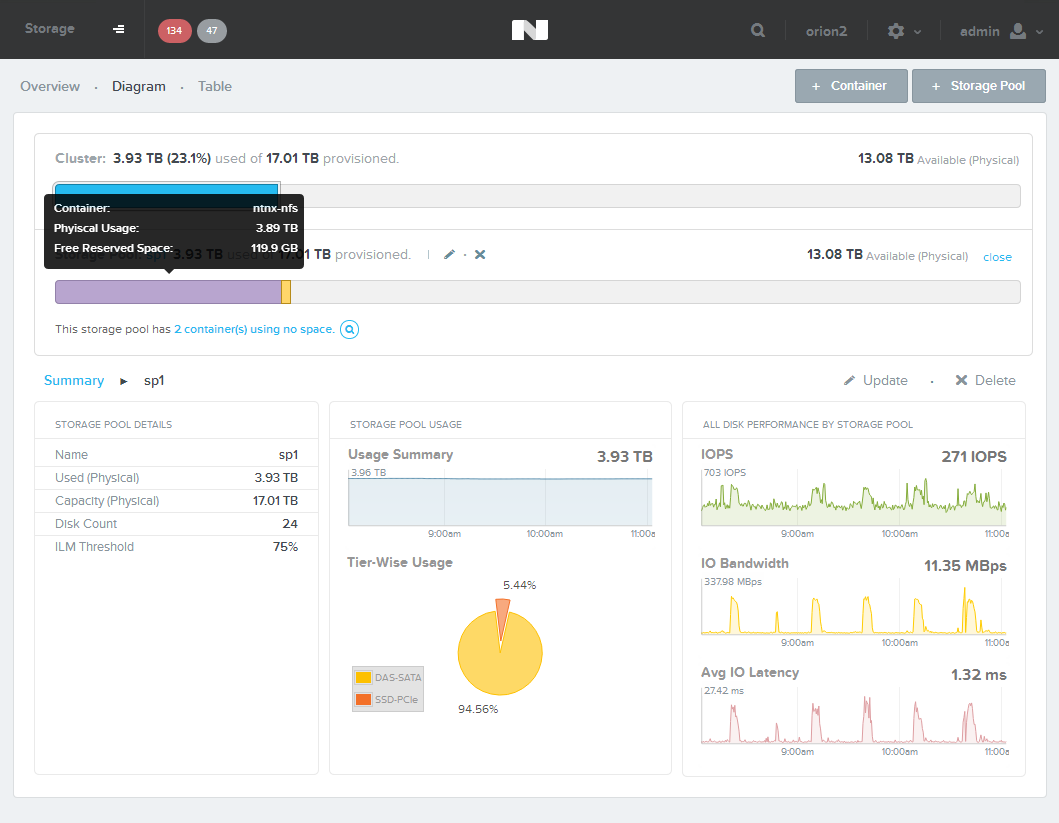 Storage 134 47 orion2 admin
Overview · Diagram · Table + Container + Storage Pool
Cluster: 3.93 TB (23.1%) used of 17.01 TB provisioned. 13.08 TB Available (Physical)
Container: ntnx-nfs
Phyiscal Usage: 3.89 TB
Free Reserved Space: 119.9 GB
Storage Pool: sp1 3.93 TB used of 17.01 TB provisioned. 13.08 TB Available (Physical) close
This storage pool has 2 container(s) using no space.
Summary ▶ sp1 Update · Delete
STORAGE POOL DETAILS
Name sp1
Used (Physical) 3.93 TB
Capacity (Physical) 17.01 TB
Disk Count 24
ILM Threshold 75%
STORAGE POOL USAGE
Usage Summary 3.93 TB
3.96 TB
9:00am 10:00am 11:00a
Tier-Wise Usage
5.44%
DAS-SATA
SSD-PCIe
94.56%
ALL DISK PERFORMANCE BY STORAGE POOL
IOPS 271 IOPS
703 IOPS
9:00am 10:00am 11:00a
IO Bandwidth 11.35 MBps
337.98 MBps
9:00am 10:00am 11:00a
Avg IO Latency 1.32 ms
27.42 ms
9:00am 10:00am 11:00a